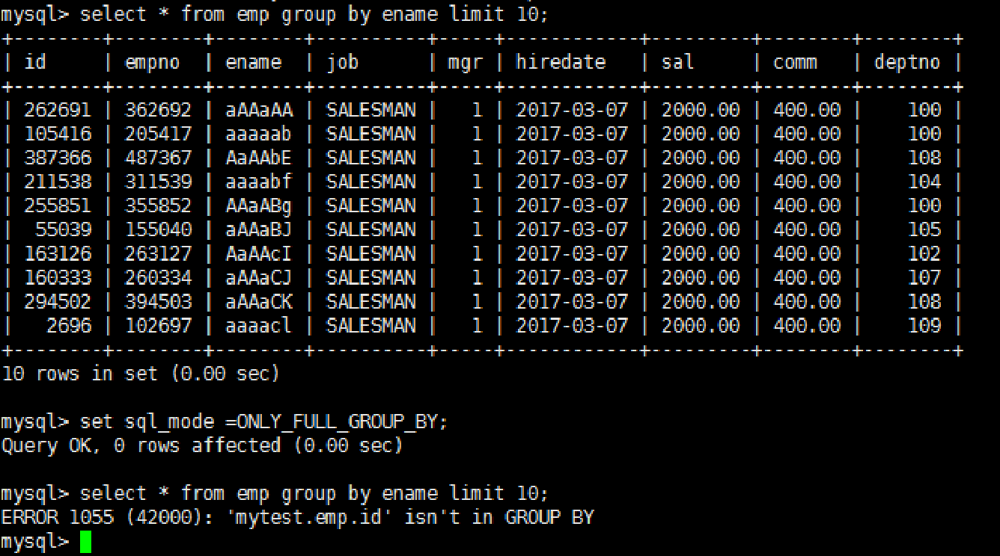 mysql> select * from emp group by ename limit 10;
+--------+--------+--------+----------+-----+------------+---------+--------+--------+
| id     | empno  | ename  | job      | mgr | hiredate   | sal     | comm   | deptno |
+--------+--------+--------+----------+-----+------------+---------+--------+--------+
| 262691 | 362692 | aAAaAA | SALESMAN |   1 | 2017-03-07 | 2000.00 | 400.00 |    100 |
| 105416 | 205417 | aaaaab | SALESMAN |   1 | 2017-03-07 | 2000.00 | 400.00 |    100 |
| 387366 | 487367 | AaAAbE | SALESMAN |   1 | 2017-03-07 | 2000.00 | 400.00 |    108 |
| 211538 | 311539 | aaaabf | SALESMAN |   1 | 2017-03-07 | 2000.00 | 400.00 |    104 |
| 255851 | 355852 | AAaABg | SALESMAN |   1 | 2017-03-07 | 2000.00 | 400.00 |    100 |
|  55039 | 155040 | aAAaBJ | SALESMAN |   1 | 2017-03-07 | 2000.00 | 400.00 |    105 |
| 163126 | 263127 | AaAAcI | SALESMAN |   1 | 2017-03-07 | 2000.00 | 400.00 |    102 |
| 160333 | 260334 | aAAaCJ | SALESMAN |   1 | 2017-03-07 | 2000.00 | 400.00 |    107 |
| 294502 | 394503 | aAAaCK | SALESMAN |   1 | 2017-03-07 | 2000.00 | 400.00 |    108 |
|   2696 | 102697 | aaaacl | SALESMAN |   1 | 2017-03-07 | 2000.00 | 400.00 |    109 |
+--------+--------+--------+----------+-----+------------+---------+--------+--------+
10 rows in set (0.00 sec)
mysql> set sql_mode =ONLY_FULL_GROUP_BY;
Query OK, 0 rows affected (0.00 sec)
mysql> select * from emp group by ename limit 10;
ERROR 1055 (42000): 'mytest.emp.id' isn't in GROUP BY
mysql>